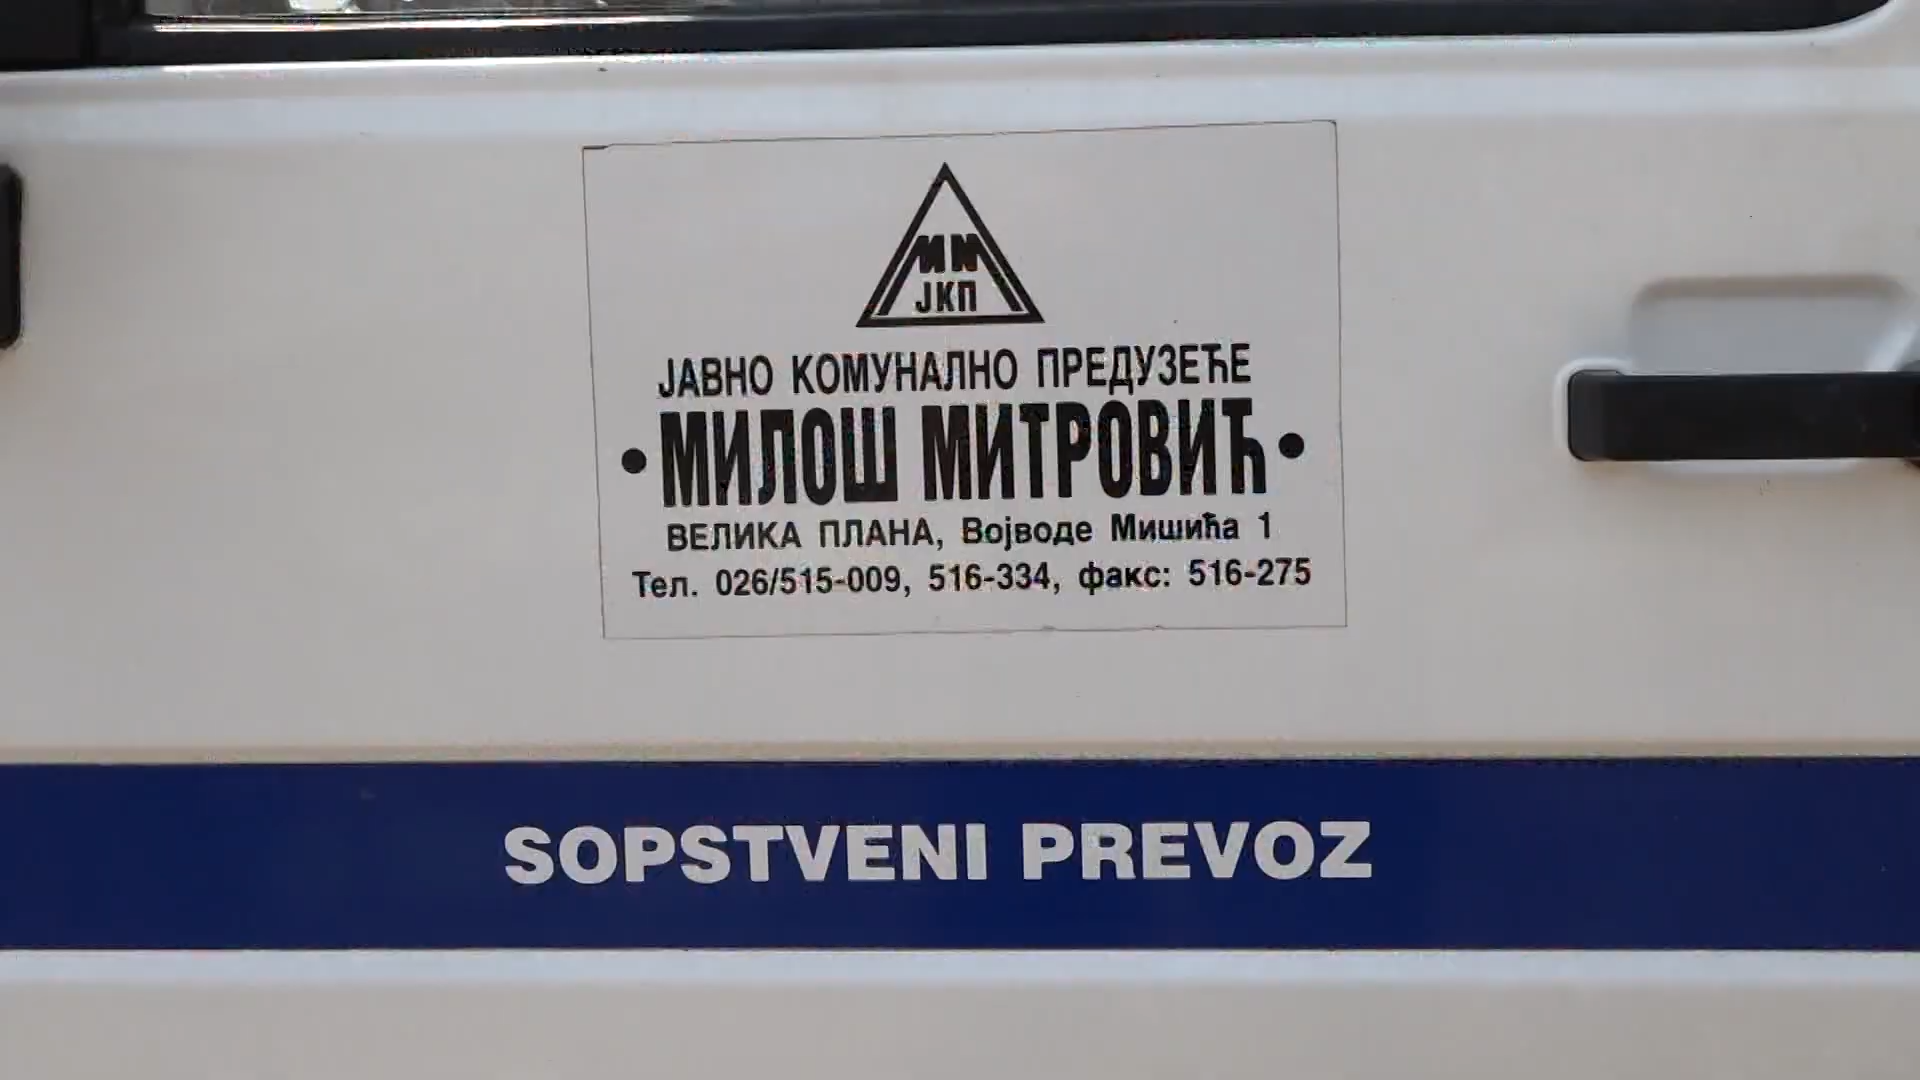 ММ
ЈКП
ЈАВНО КОМУНАЛНО ПРЕДУЗЕЋЕ
•МИЛОШ МИТРОВИЋ•
ВЕЛИКА ПЛАНА, Војводе Мишића 1
Тел. 026/515-009, 516-334, факс: 516-275
SOPSTVENI PREVOZ